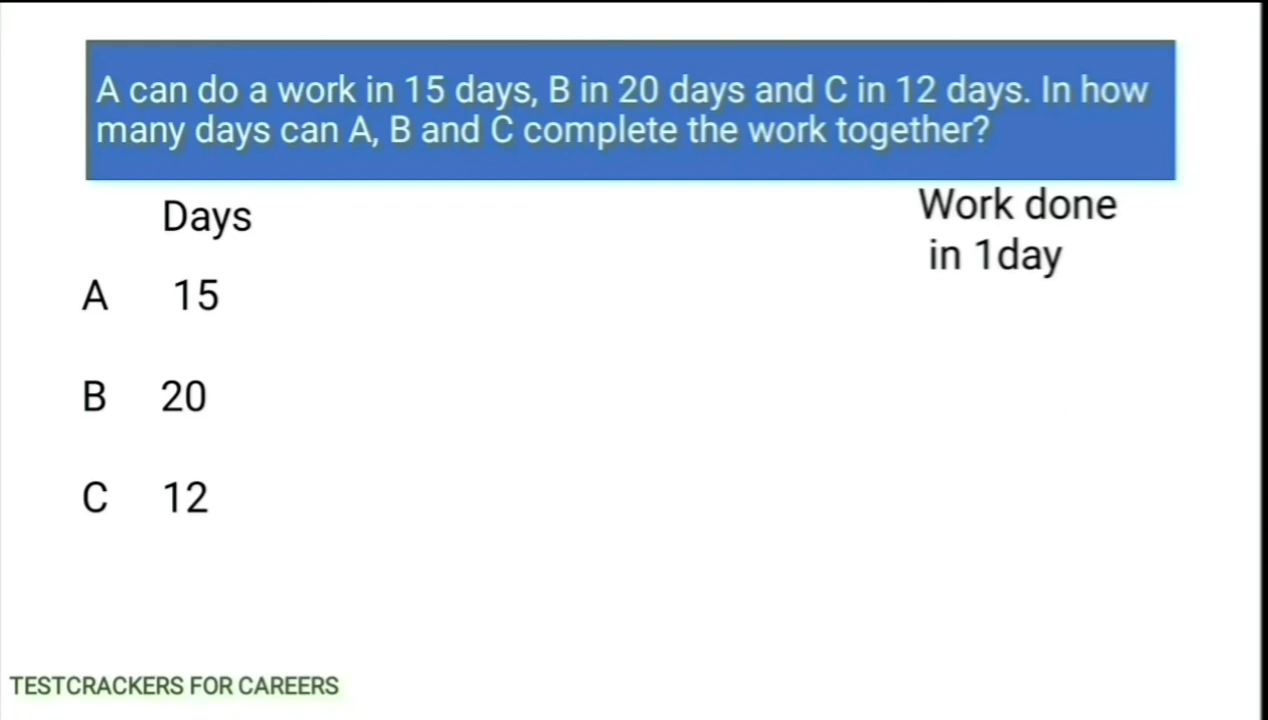 A can do a work in 15 days, B in 20 days and C in 12 days. In how
many days can A, B and C complete the work together?
Days
Work done
in 1day
A 15
B 20
C 12
TESTCRACKERS FOR CAREERS